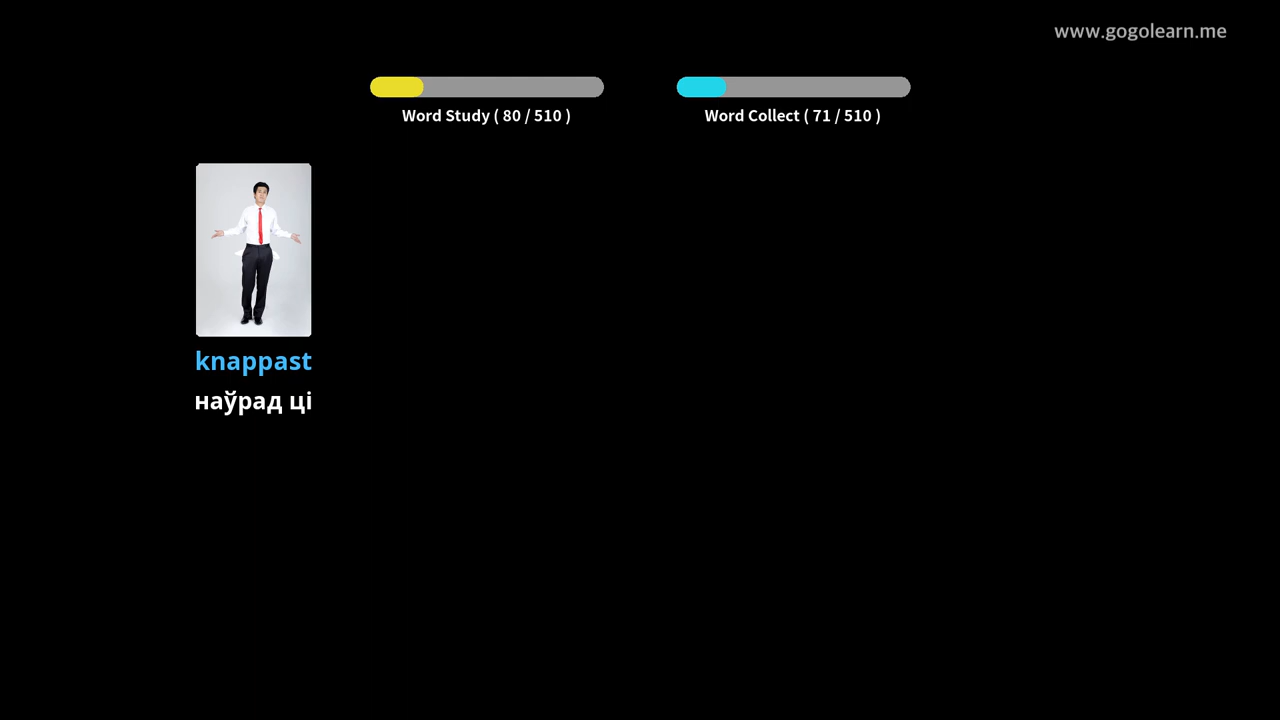 www.gogolearn.me
Word Study ( 80 / 510 )
Word Collect ( 71 / 510 )
knappast
наўрад ці